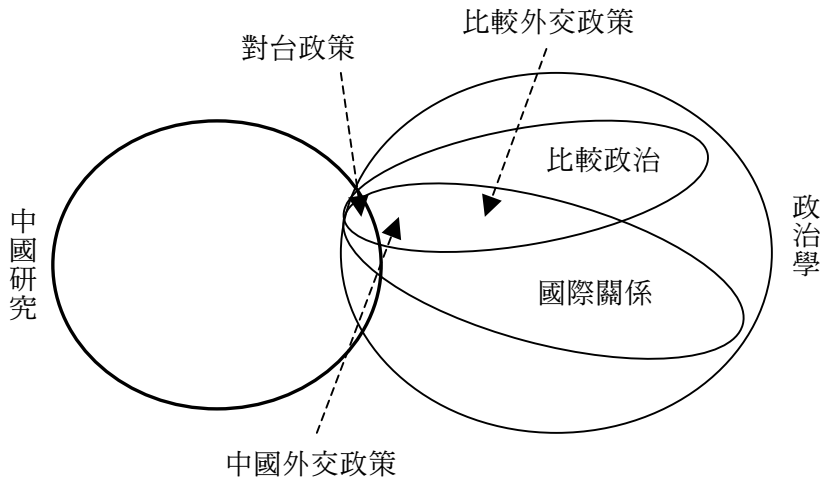 比較外交政策
對台政策
比較政治
中國研究
政治學
國際關係
中國外交政策